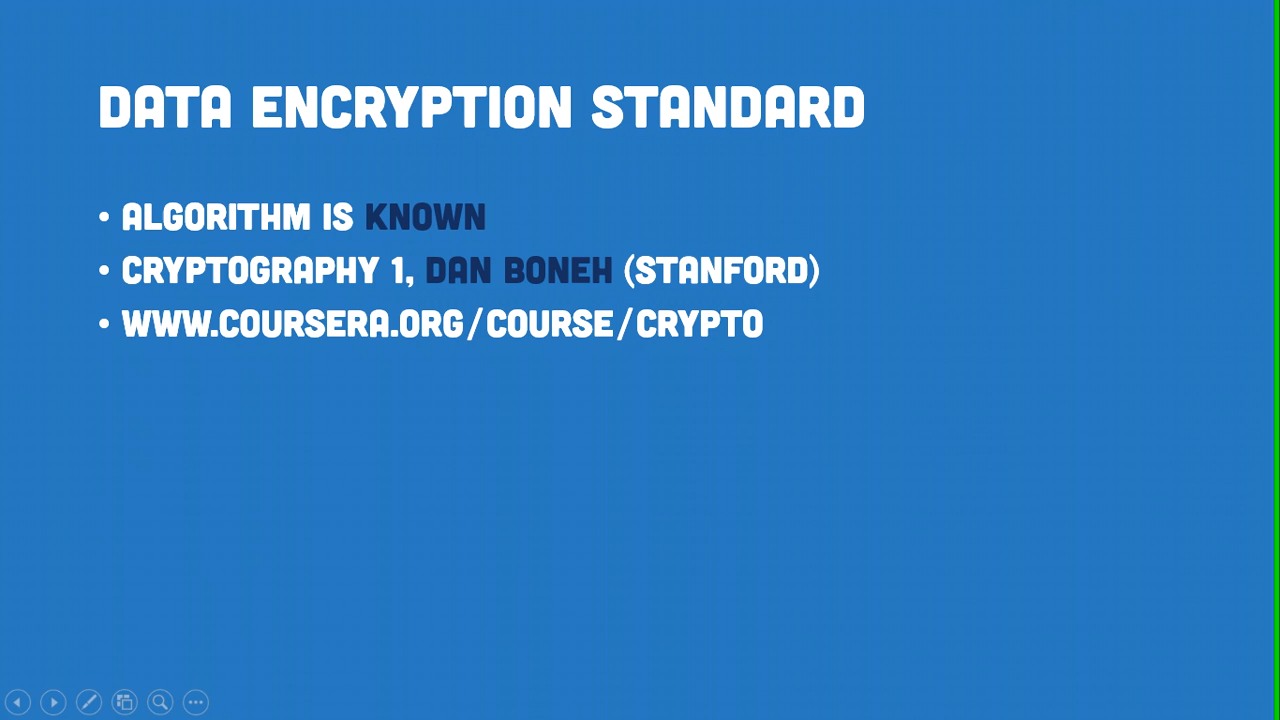 DATA ENCRYPTION STANDARD
• ALGORITHM IS KNOWN
• CRYPTOGRAPHY 1, DAN BONEH (STANFORD)
• WWW.COURSERA.ORG/COURSE/CRYPTO